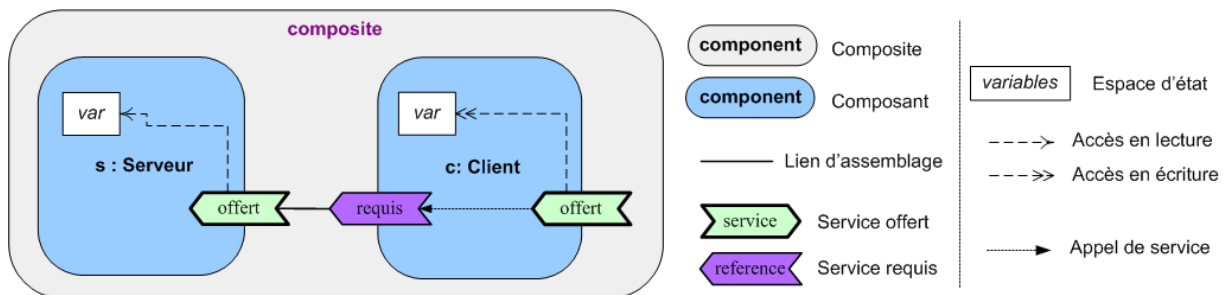 composite
var
s : Serveur
offert
requis
var
c: Client
offert
component Composite
component Composant
Lien d'assemblage
service Service offert
reference Service requis
variables Espace d'état
Accès en lecture
Accès en écriture
Appel de service